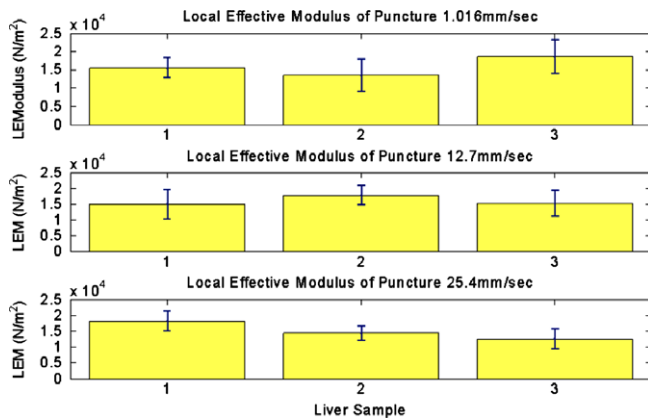 Local Effective Modulus of Puncture 1.016mm/sec
x 10^4
LEModulus (N/m²)
2.5
2
1.5
1
0.5
0
1 2 3
Local Effective Modulus of Puncture 12.7mm/sec
x 10^4
LEM (N/m²)
2.5
2
1.5
1
0.5
0
1 2 3
Local Effective Modulus of Puncture 25.4mm/sec
x 10^4
LEM (N/m²)
2.5
2
1.5
1
0.5
0
1 2 3
Liver Sample